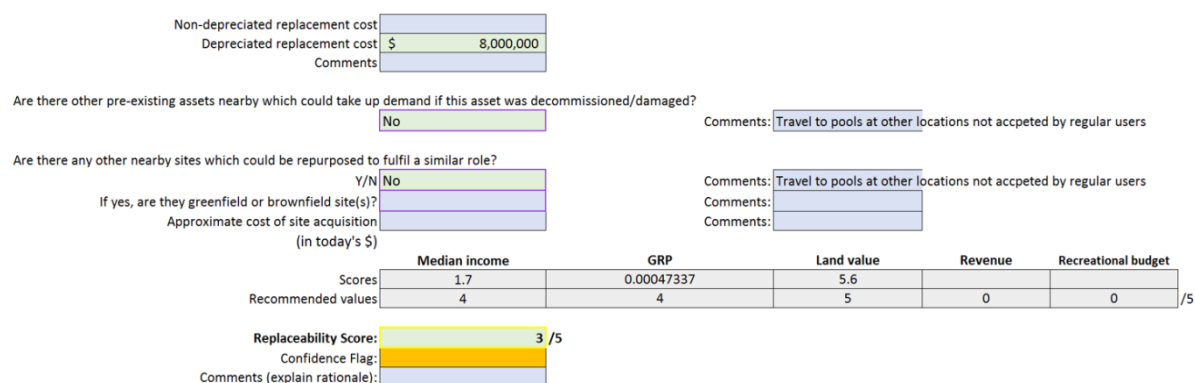 Non-depreciated replacement cost
Depreciated replacement cost $ 8,000,000
Comments
Are there other pre-existing assets nearby which could take up demand if this asset was decommissioned/damaged?
No Comments: Travel to pools at other locations not accpeted by regular users
Are there any other nearby sites which could be repurposed to fulfil a similar role?
Y/N No Comments: Travel to pools at other locations not accpeted by regular users
If yes, are they greenfield or brownfield site(s)? Comments:
Approximate cost of site acquisition Comments:
(in today's $)
Median income GRP Land value Revenue Recreational budget
Scores 1.7 0.00047337 5.6
Recommended values 4 4 5 0 0 /5
Replaceability Score: 3 /5
Confidence Flag:
Comments (explain rationale):